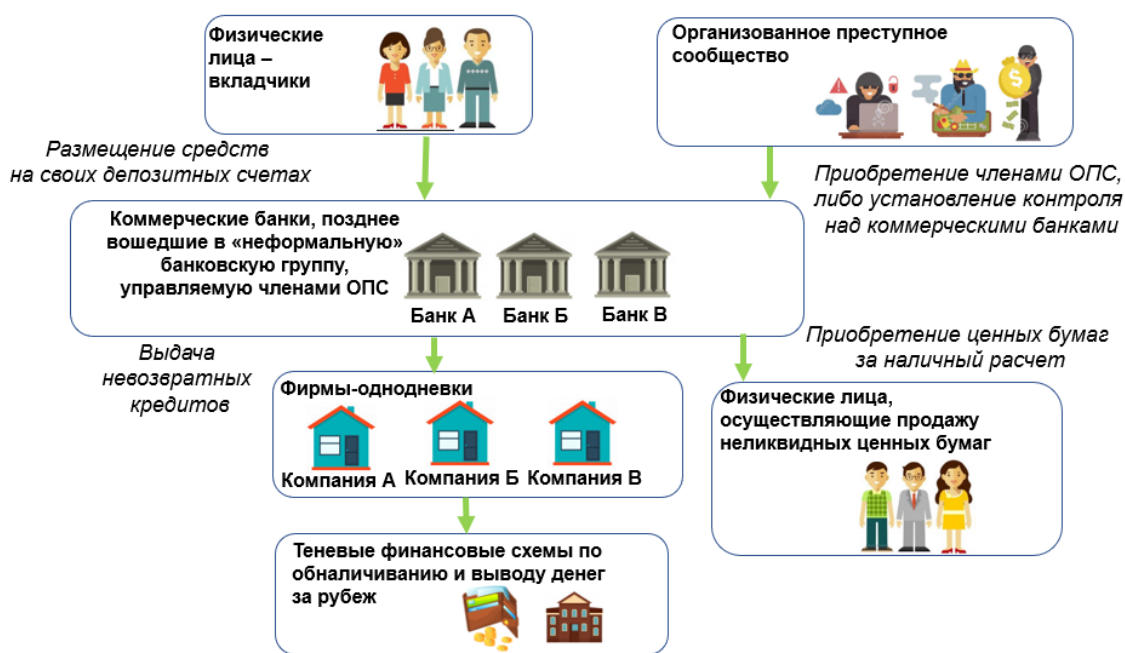 Физические
лица –
вкладчики
Организованное преступное
сообщество
Размещение средств
на своих депозитных счетах
Приобретение членами ОПС,
либо установление контроля
над коммерческими банками
Коммерческие банки, позднее
вошедшие в «неформальную»
банковскую группу,
управляемую членами ОПС
Банк А
Банк Б
Банк В
Выдача
невозвратных
кредитов
Приобретение ценных бумаг
за наличный расчет
Фирмы-однодневки
Компания А
Компания Б
Компания В
Физические лица,
осуществляющие продажу
неликвидных ценных бумаг
Теневые финансовые схемы по
обналичиванию и выводу денег
за рубеж